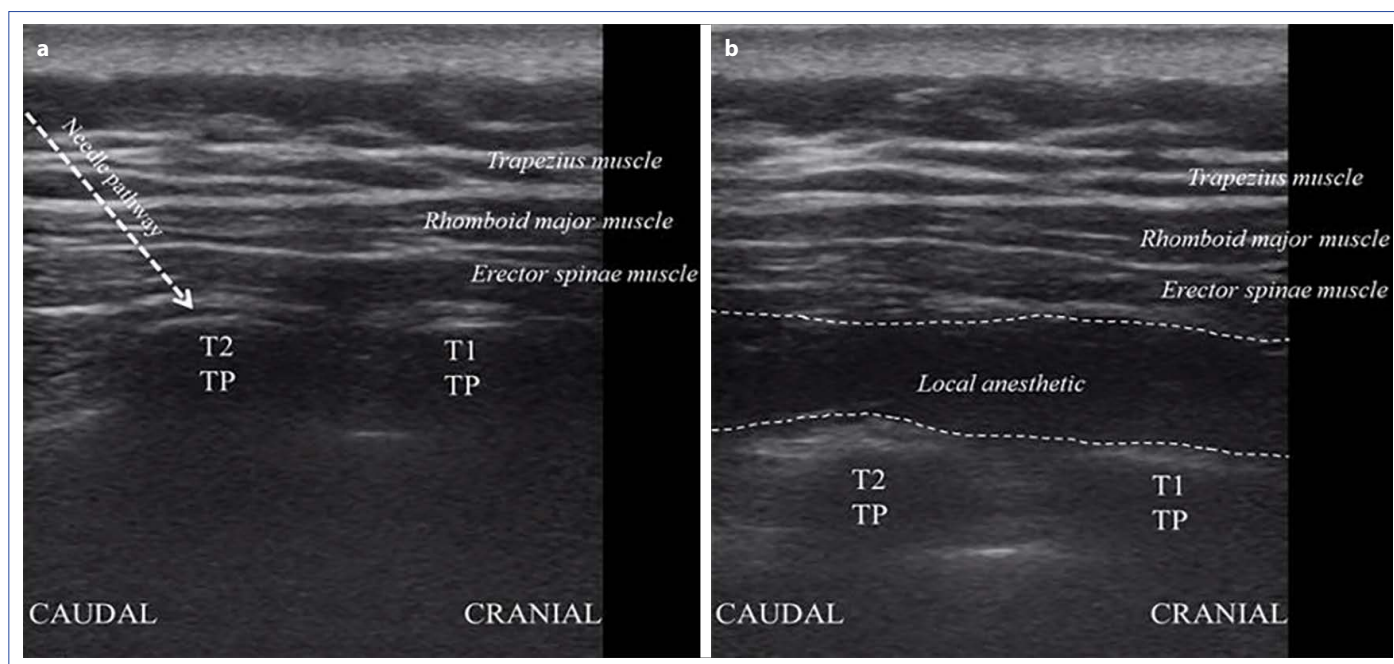 a
Needle pathway
Trapezius muscle
Rhomboid major muscle
Erector spinae muscle
T2
TP
T1
TP
CAUDAL
CRANIAL
b
Trapezius muscle
Rhomboid major muscle
Erector spinae muscle
Local anesthetic
T2
TP
T1
TP
CAUDAL
CRANIAL